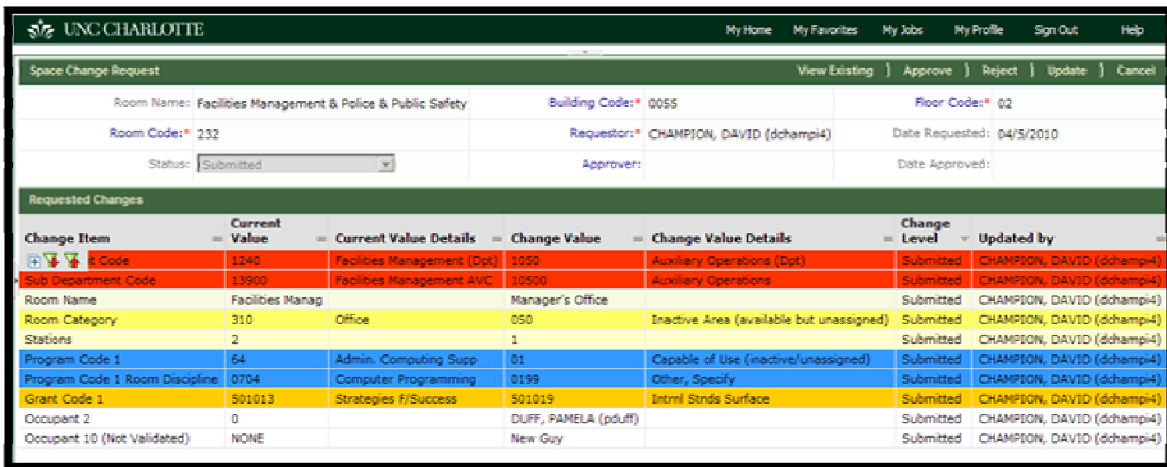 UNC CHARLOTTE My Home My Favorites My Jobs My Profile Sign Out Help
Space Change Request View Existing Approve Reject Update Cancel
Room Name: Facilities Management & Police & Public Safety Building Code:* 0055 Floor Code:* 02
Room Code:* 232 Requestor:* CHAMPION, DAVID (dchampi4) Date Requested: 04/5/2010
Status: Submitted Approver: Date Approved:
Requested Changes
Change Item Current Value Current Value Details Change Value Change Value Details Change Level Updated by
t Code 1240 Facilities Management (Dpt) 1050 Auxiliary Operations (Dpt) Submitted CHAMPION, DAVID (dchampi4)
Sub Department Code 13900 Facilities Management AVC 10500 Auxiliary Operations Submitted CHAMPION, DAVID (dchampi4)
Room Name Facilities Manag Manager's Office Submitted CHAMPION, DAVID (dchampi4)
Room Category 310 Office 050 Inactive Area (available but unassigned) Submitted CHAMPION, DAVID (dchampi4)
Stations 2 1 Submitted CHAMPION, DAVID (dchampi4)
Program Code 1 64 Admin. Computing Supp 01 Capable of Use (inactive/unassigned) Submitted CHAMPION, DAVID (dchampi4)
Program Code 1 Room Discipline 0704 Computer Programming 0199 Other, Specify Submitted CHAMPION, DAVID (dchampi4)
Grant Code 1 501013 Strategies F/Success 501019 Intrnl Stnds Surface Submitted CHAMPION, DAVID (dchampi4)
Occupant 2 0 DUFF, PAMELA (pduff) Submitted CHAMPION, DAVID (dchampi4)
Occupant 10 (Not Validated) NONE New Guy Submitted CHAMPION, DAVID (dchampi4)